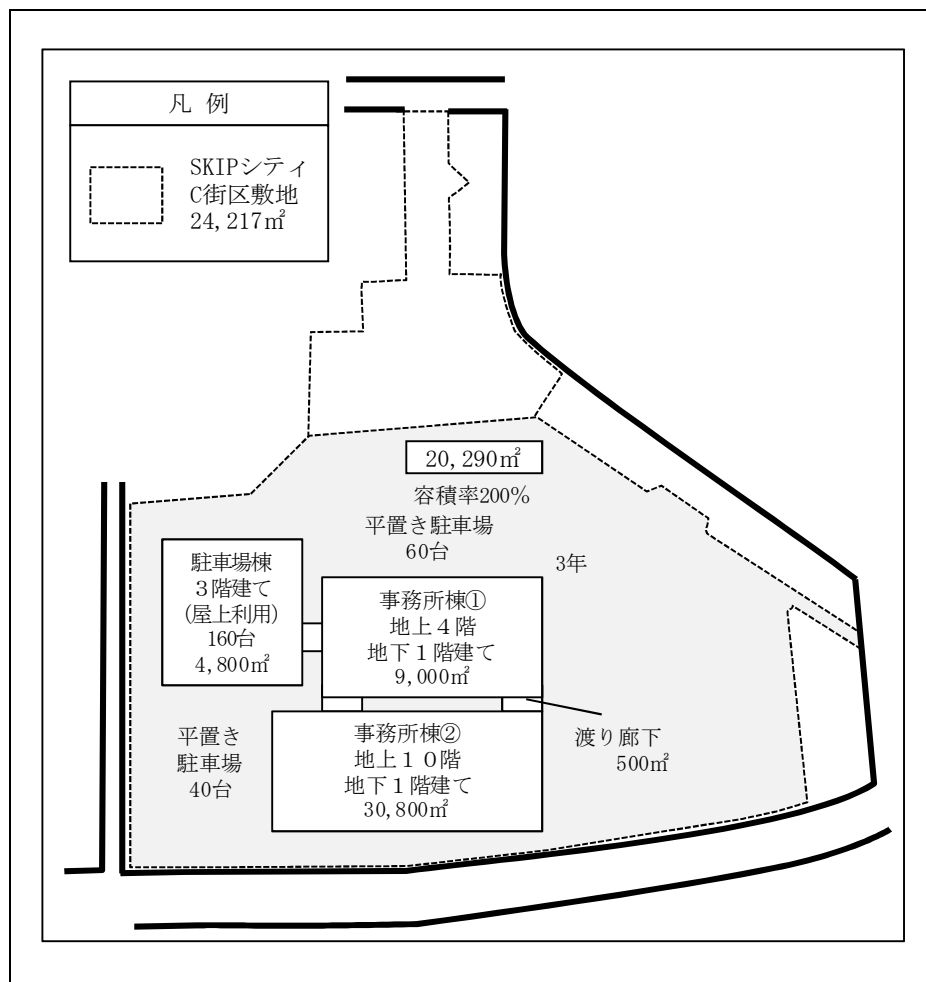 凡 例
SKIPシティ
C街区敷地
24,217㎡
20,290㎡
容積率200%
平置き駐車場
60台
3年
駐車場棟
３階建て
(屋上利用)
160台
4,800㎡
事務所棟①
地上４階
地下１階建て
9,000㎡
平置き
駐車場
40台
事務所棟②
地上１０階
地下１階建て
30,800㎡
渡り廊下
500㎡